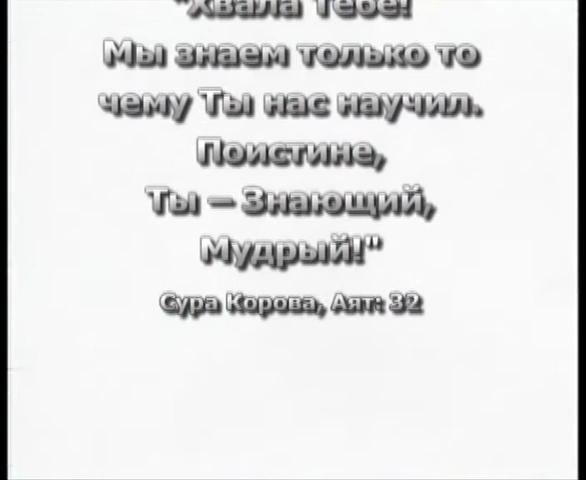 "Хвала Тебе!
Мы знаем только то
чему Ты нас научил.
Поистине,
Ты – Знающий,
Мудрый!"
Сура Корова, Аят: 32